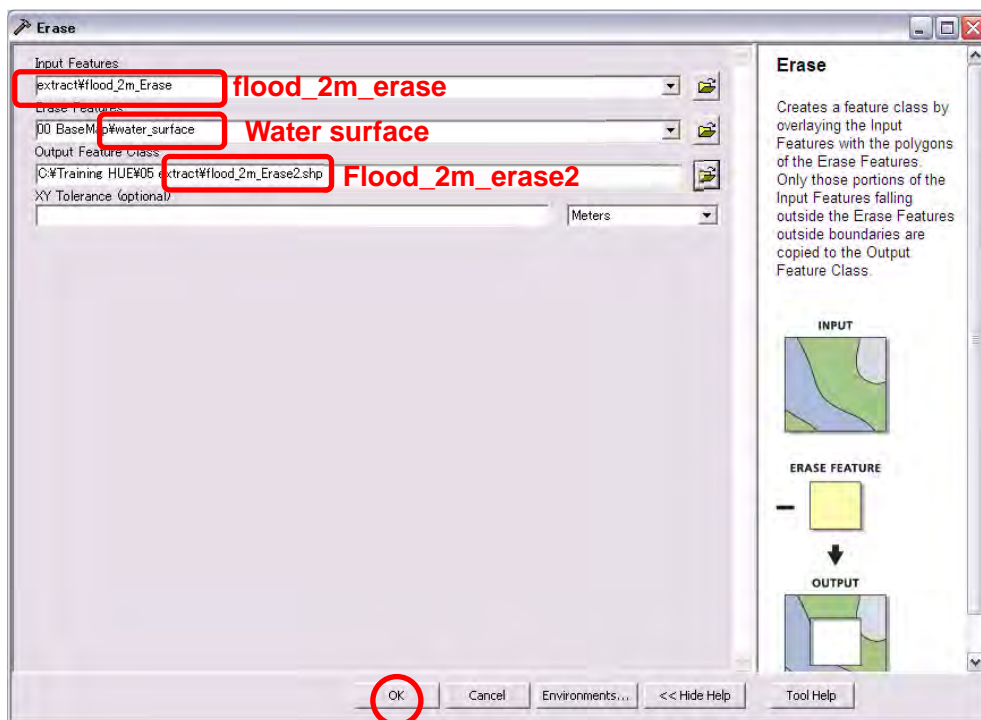 Erase
Input Features
extract¥flood_2m_Erase
flood_2m_erase
Erase Features
00 BaseMap¥water_surface
Water surface
Output Feature Class
C:¥Training HUE¥05 extract¥flood_2m_Erase2.shp
Flood_2m_erase2
XY Tolerance (optional)
Meters
OK
Cancel
Environments...
<< Hide Help
Erase
Creates a feature class by
overlaying the Input
Features with the polygons
of the Erase Features.
Only those portions of the
Input Features falling
outside the Erase Features
outside boundaries are
copied to the Output
Feature Class.
INPUT
ERASE FEATURE
OUTPUT
Tool Help